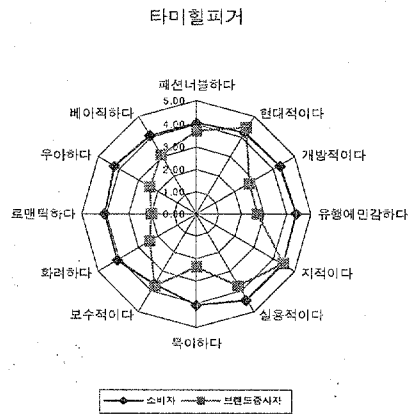 타미힐피거
패션너블하다
현대적이다
개방적이다
유행에민감하다
지적이다
실용적이다
특이하다
보수적이다
화려하다
로맨틱하다
우아하다
베이직하다
5.00
4.00
3.00
2.00
1.00
0.00
소비자
브랜드종사자